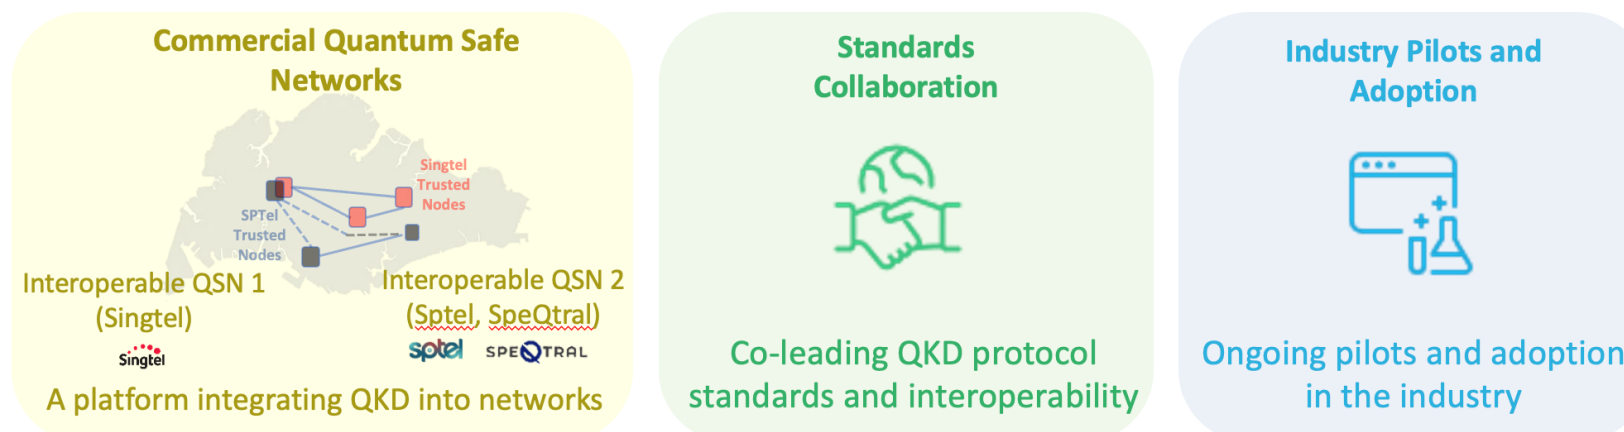 Commercial Quantum Safe
Networks
Singtel
Trusted
Nodes
SPTel
Trusted
Nodes
Interoperable QSN 1
(Singtel)
Singtel
Interoperable QSN 2
(Sptel, SpeQtral)
sptel
SPEQTRAL
A platform integrating QKD into networks
Standards
Collaboration
Co-leading QKD protocol
standards and interoperability
Industry Pilots and
Adoption
Ongoing pilots and adoption
in the industry